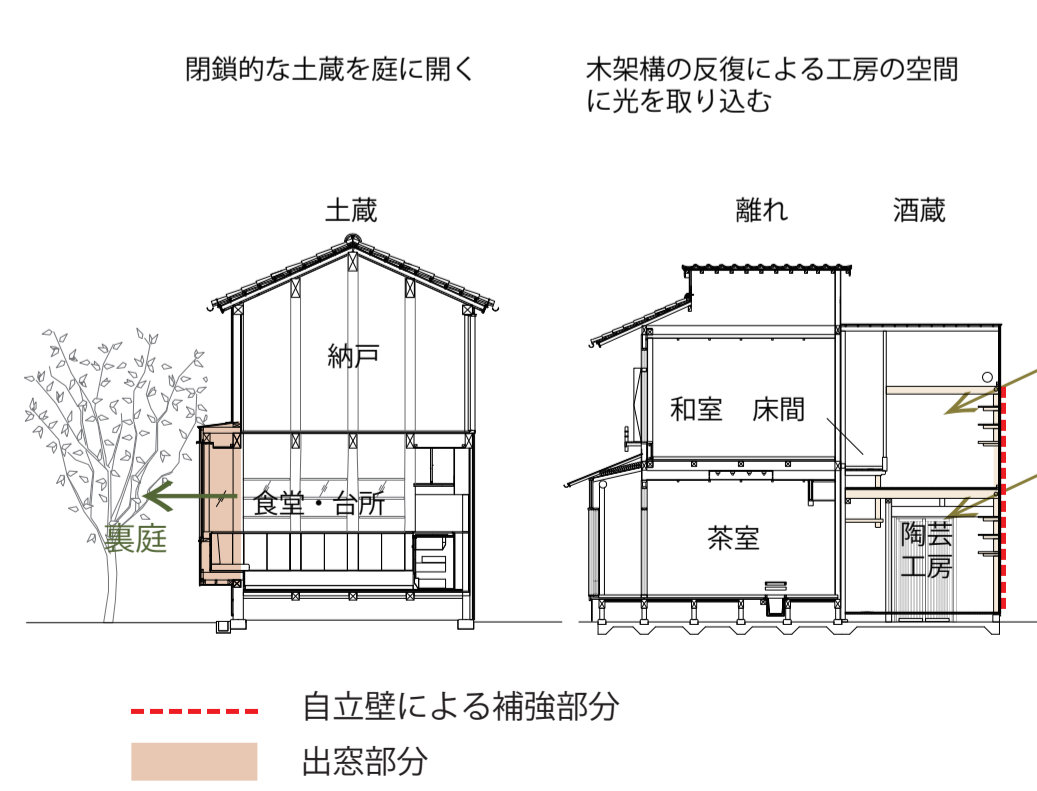 閉鎖的な土蔵を庭に開く
木架構の反復による工房の空間
に光を取り込む
土蔵
離れ
酒蔵
納戸
和室
床間
食堂・台所
裏庭
茶室
陶芸
工房
自立壁による補強部分
出窓部分